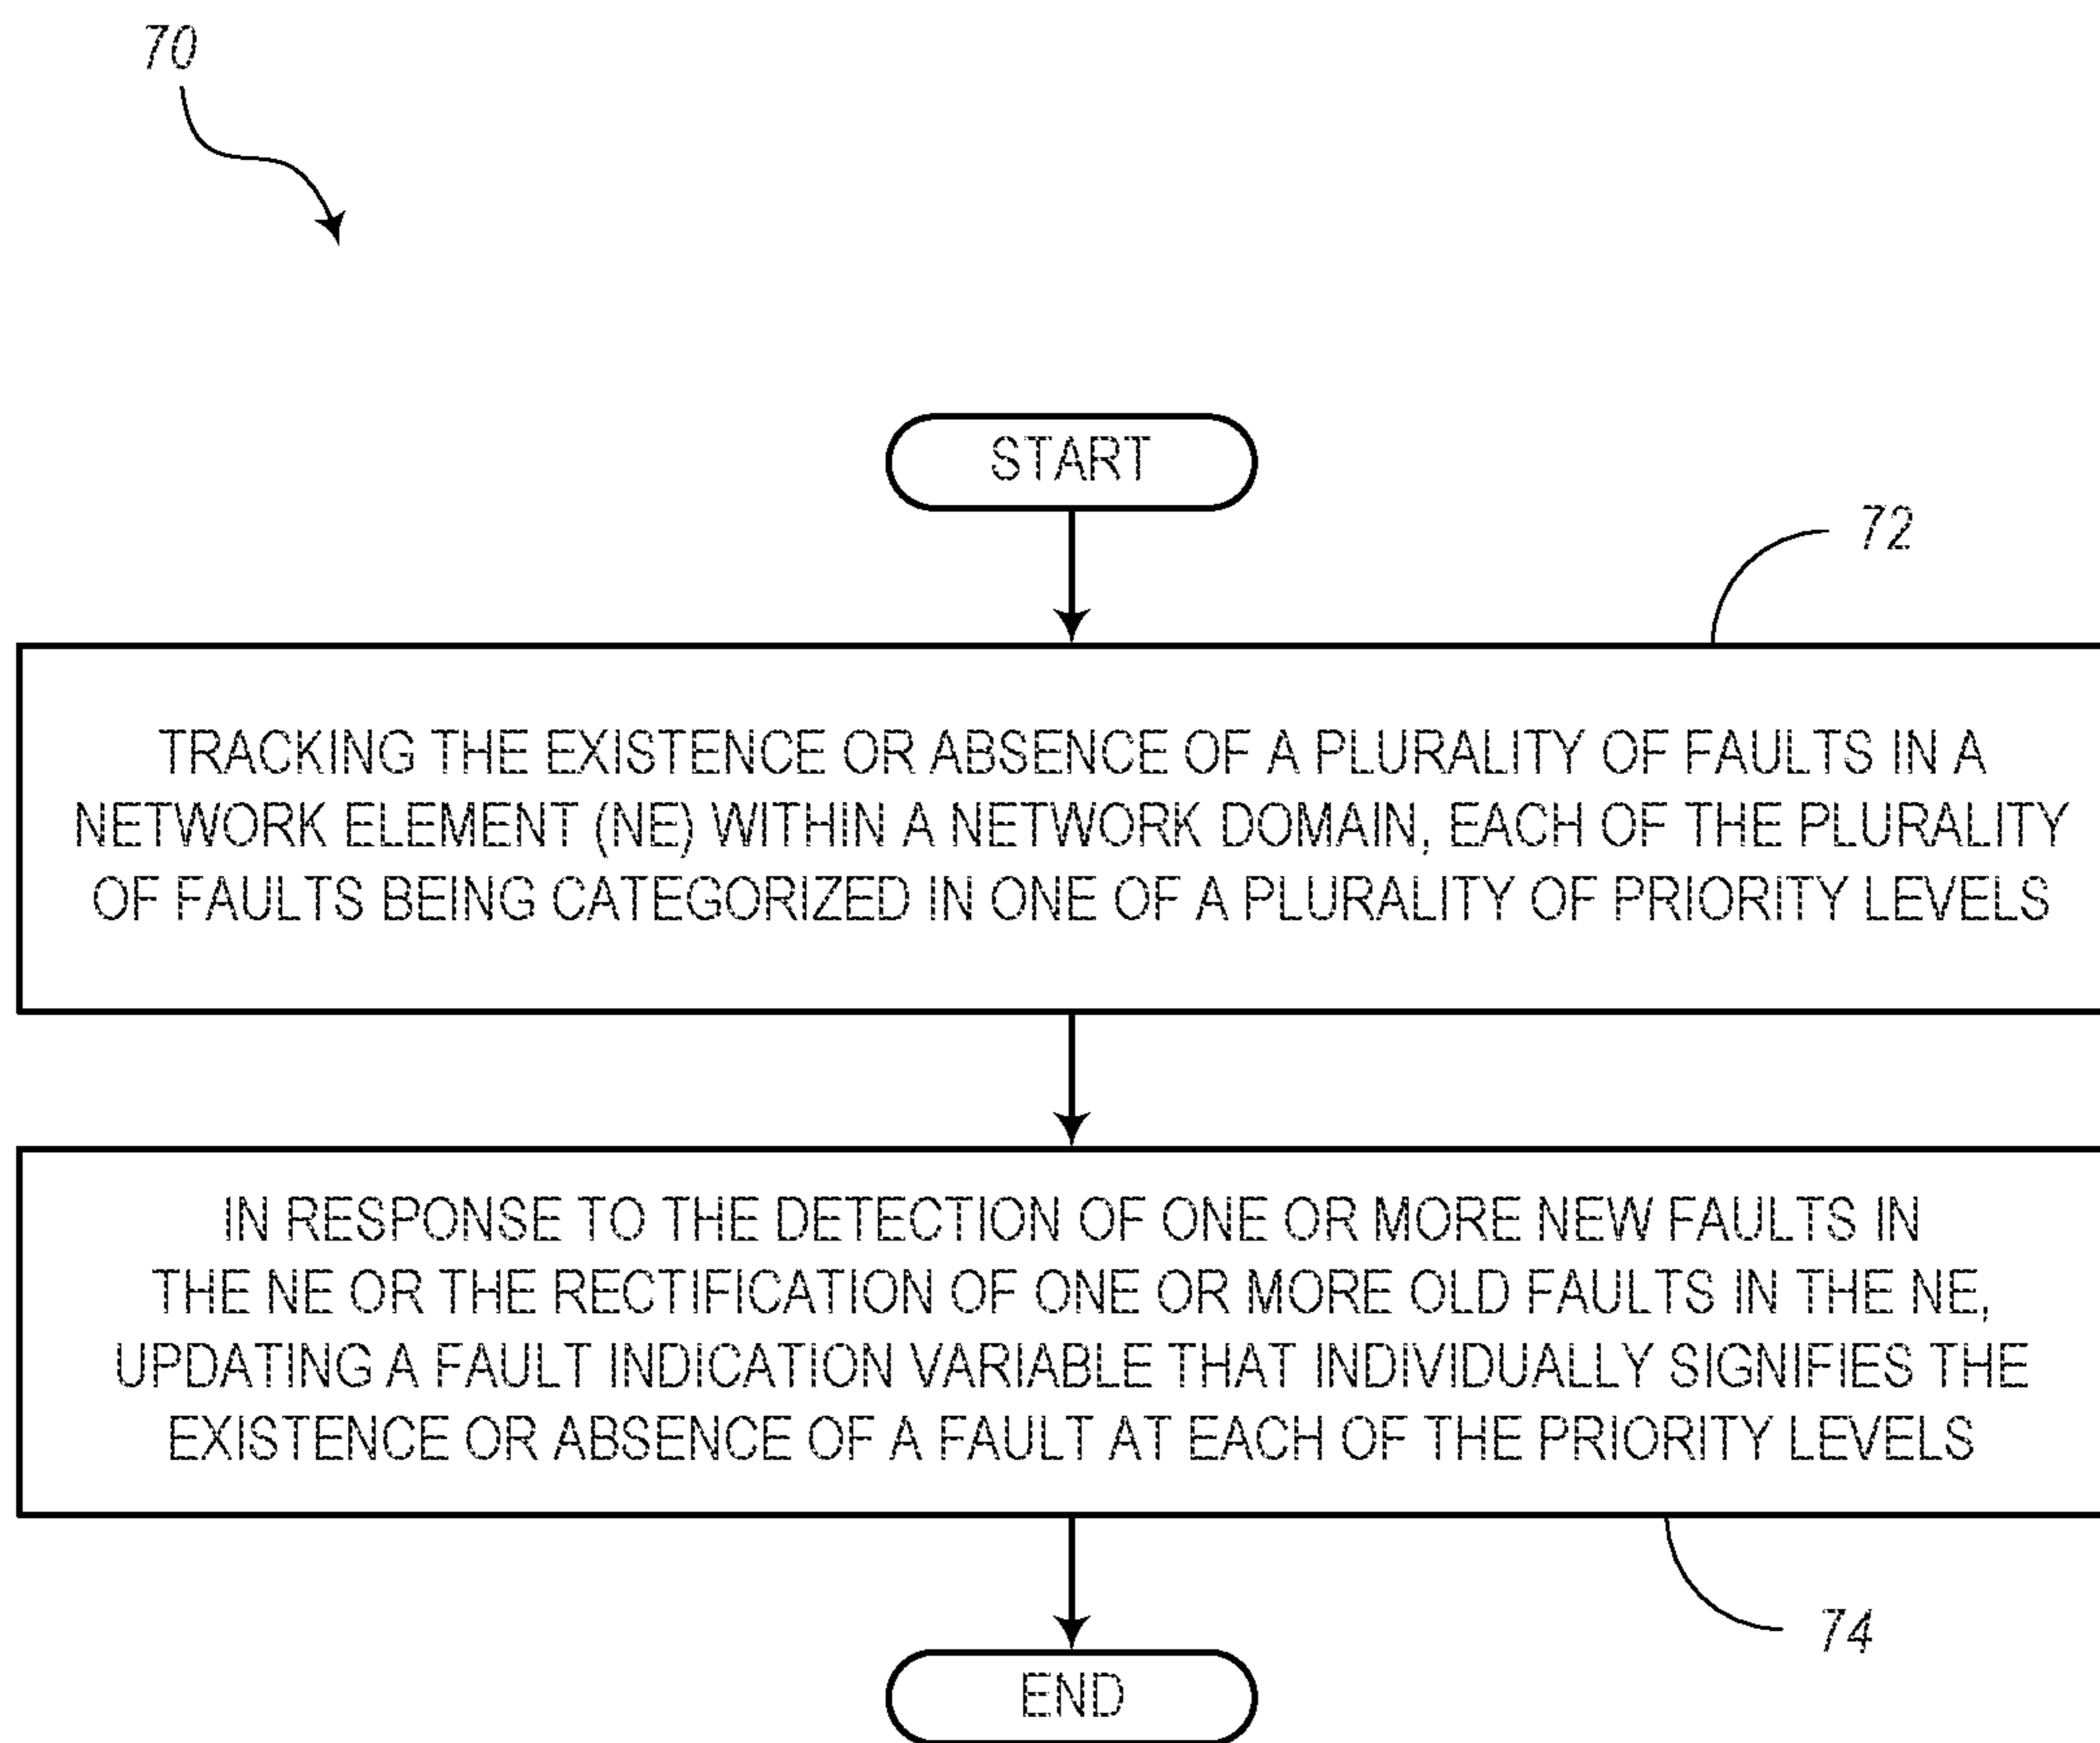 70
START
72
TRACKING THE EXISTENCE OR ABSENCE OF A PLURALITY OF FAULTS IN A
NETWORK ELEMENT (NE) WITHIN A NETWORK DOMAIN, EACH OF THE PLURALITY
OF FAULTS BEING CATEGORIZED IN ONE OF A PLURALITY OF PRIORITY LEVELS
IN RESPONSE TO THE DETECTION OF ONE OR MORE NEW FAULTS IN
THE NE OR THE RECTIFICATION OF ONE OR MORE OLD FAULTS IN THE NE,
UPDATING A FAULT INDICATION VARIABLE THAT INDIVIDUALLY SIGNIFIES THE
EXISTENCE OR ABSENCE OF A FAULT AT EACH OF THE PRIORITY LEVELS
74
END